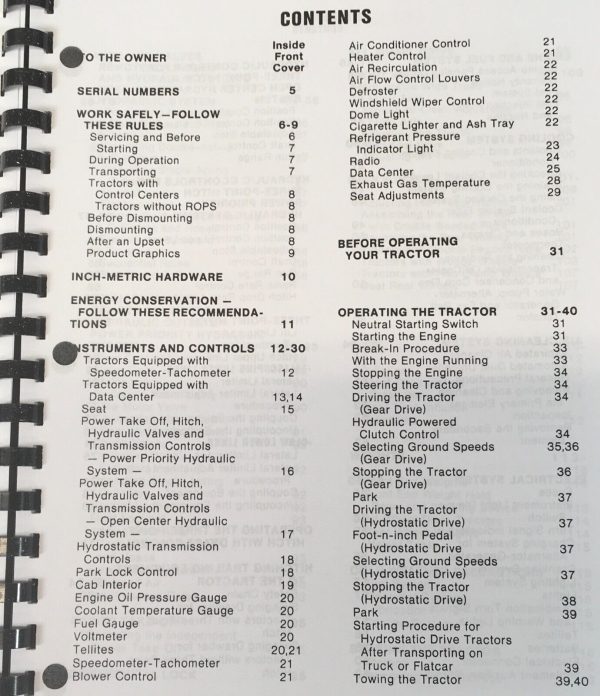 CONTENTS
TO THE OWNER
Inside
Front
Cover
SERIAL NUMBERS 5
WORK SAFELY—FOLLOW
THESE RULES 6-9
Servicing and Before 6
Starting 7
During Operation 7
Transporting 7
Tractors with
Control Centers 8
Tractors without ROPS 8
Before Dismounting 8
Dismounting 8
After an Upset 8
Product Graphics 9
INCH-METRIC HARDWARE 10
ENERGY CONSERVATION —
FOLLOW THESE RECOMMENDA-
TIONS 11
INSTRUMENTS AND CONTROLS 12-30
Tractors Equipped with
Speedometer-Tachometer 12
Tractors Equipped with
Data Center 13,14
Seat 15
Power Take Off, Hitch,
Hydraulic Valves and
Transmission Controls
— Power Priority Hydraulic
System — 16
Power Take Off, Hitch,
Hydraulic Valves and
Transmission Controls
— Open Center Hydraulic
System — 17
Hydrostatic Transmission
Controls 18
Park Lock Control 18
Cab Interior 19
Engine Oil Pressure Gauge 20
Coolant Temperature Gauge 20
Fuel Gauge 20
Voltmeter 20
Tellites 20,21
Speedometer-Tachometer 21
Blower Control 21
Air Conditioner Control 21
Heater Control 21
Air Recirculation 22
Air Flow Control Louvers 22
Defroster 22
Windshield Wiper Control 22
Dome Light 22
Cigarette Lighter and Ash Tray 22
Refrigerant Pressure
Indicator Light 23
Radio 24
Data Center 25
Exhaust Gas Temperature 28
Seat Adjustments 29
BEFORE OPERATING
YOUR TRACTOR 31
OPERATING THE TRACTOR 31-40
Neutral Starting Switch 31
Starting the Engine 31
Break-In Procedure 33
With the Engine Running 33
Stopping the Engine 34
Steering the Tractor 34
Driving the Tractor 34
(Gear Drive)
Hydraulic Powered
Clutch Control 34
Selecting Ground Speeds 35,36
(Gear Drive)
Stopping the Tractor 36
(Gear Drive)
Park 37
Driving the Tractor
(Hydrostatic Drive) 37
Foot-n-inch Pedal
(Hydrostatic Drive 37
Selecting Ground Speeds
(Hydrostatic Drive) 37
Stopping the Tractor
(Hydrostatic Drive) 38
Park 39
Starting Procedure for
Hydrostatic Drive Tractors
After Transporting on
Truck or Flatcar 39
Towing the Tractor 39,40